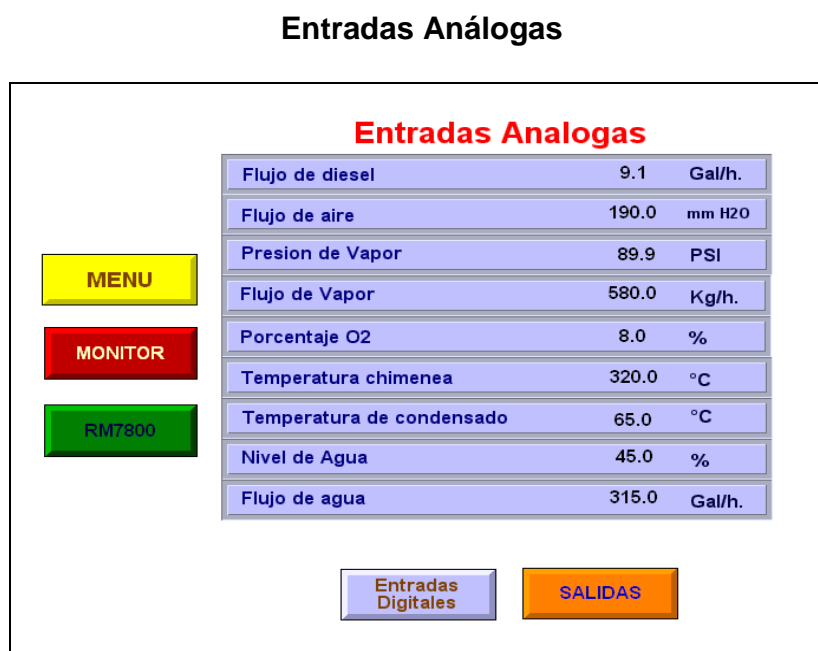 Entradas Análogas
Entradas Analogas
Flujo de diesel 9.1 Gal/h.
Flujo de aire 190.0 mm H2O
Presion de Vapor 89.9 PSI
MENU
Flujo de Vapor 580.0 Kg/h.
Porcentaje O2 8.0 %
MONITOR
Temperatura chimenea 320.0 °C
Temperatura de condensado 65.0 °C
RM7800
Nivel de Agua 45.0 %
Flujo de agua 315.0 Gal/h.
Entradas
Digitales
SALIDAS